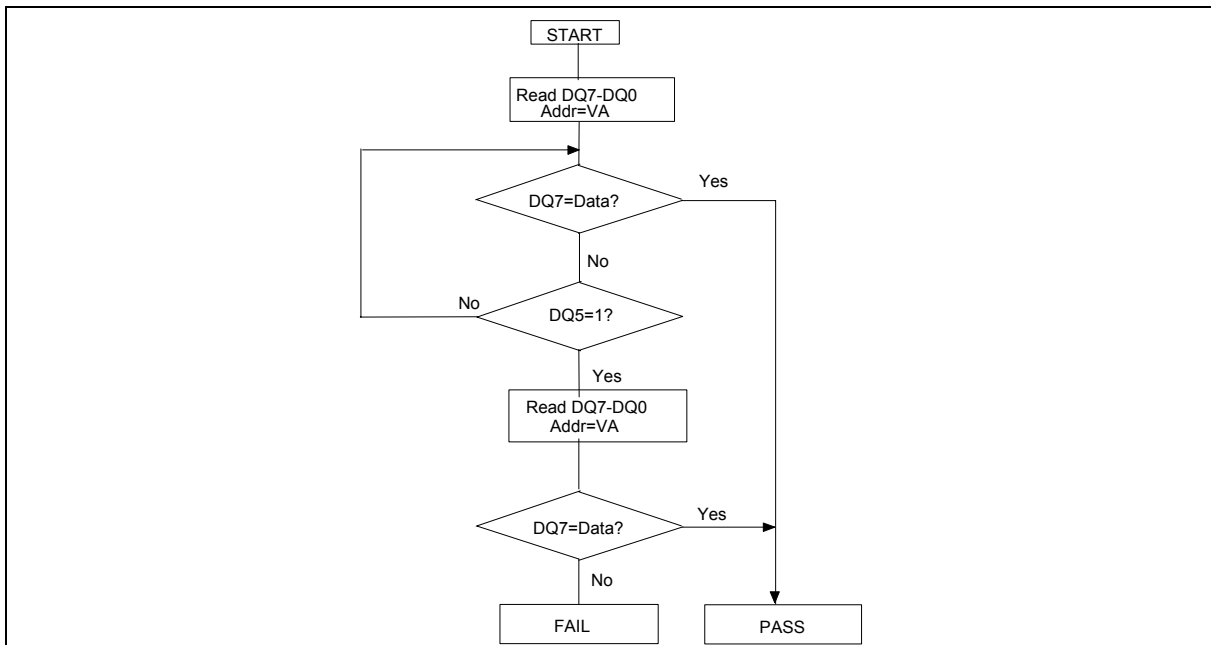 START
Read DQ7-DQ0
Addr=VA
DQ7=Data?
Yes
No
No
DQ5=1?
Yes
Read DQ7-DQ0
Addr=VA
DQ7=Data?
Yes
No
FAIL
PASS